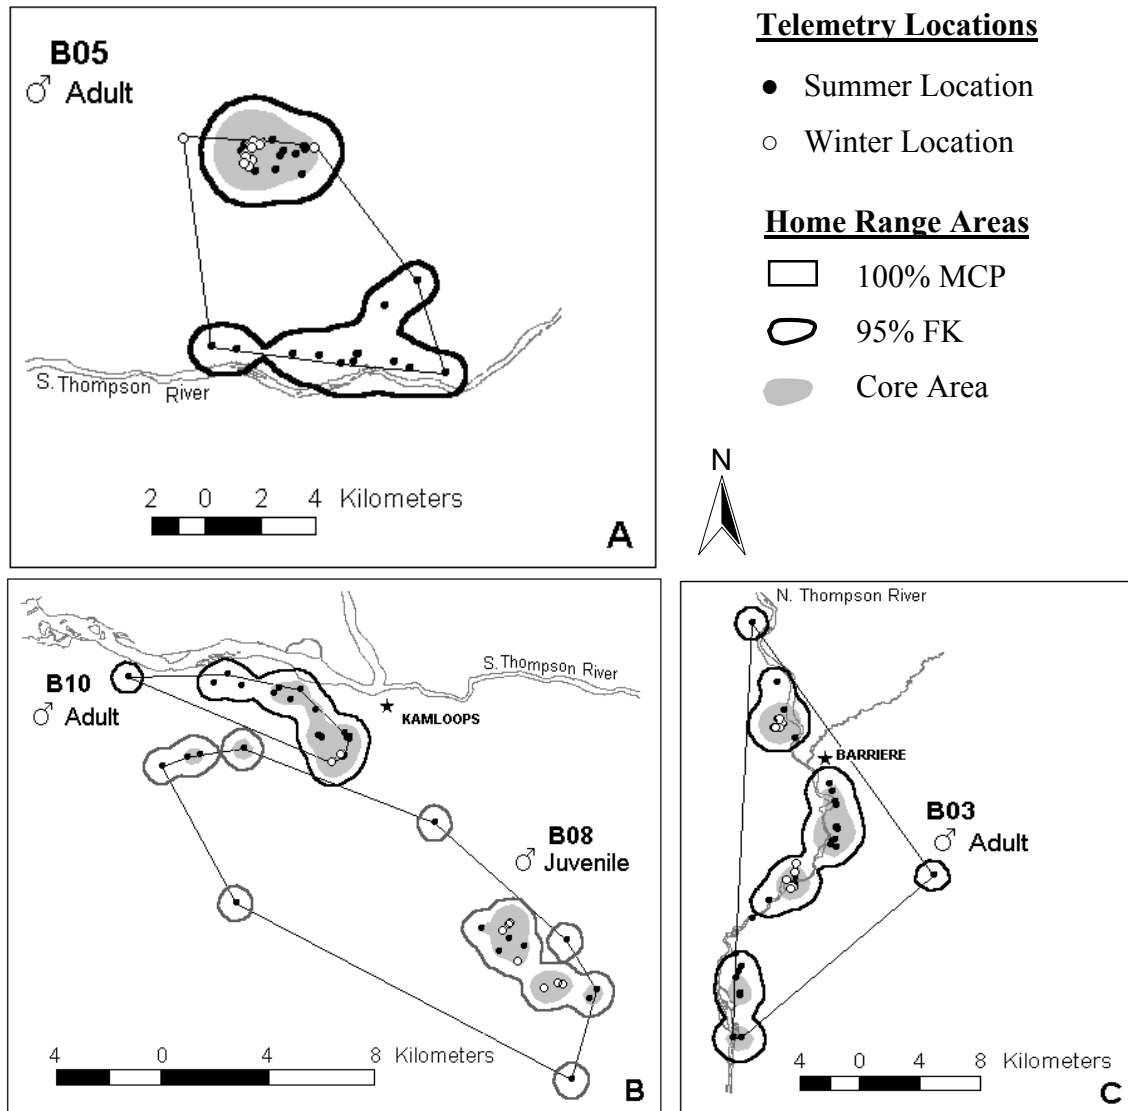 B05
♂ Adult
S. Thompson River
2 0 2 4 Kilometers
A
Telemetry Locations
Summer Location
Winter Location
Home Range Areas
100% MCP
95% FK
Core Area
N
B10
♂ Adult
S. Thompson River
KAMLOOPS
B08
♂ Juvenile
4 0 4 8 Kilometers
B
N. Thompson River
BARRIERE
B03
♂ Adult
4 0 4 8 Kilometers
C